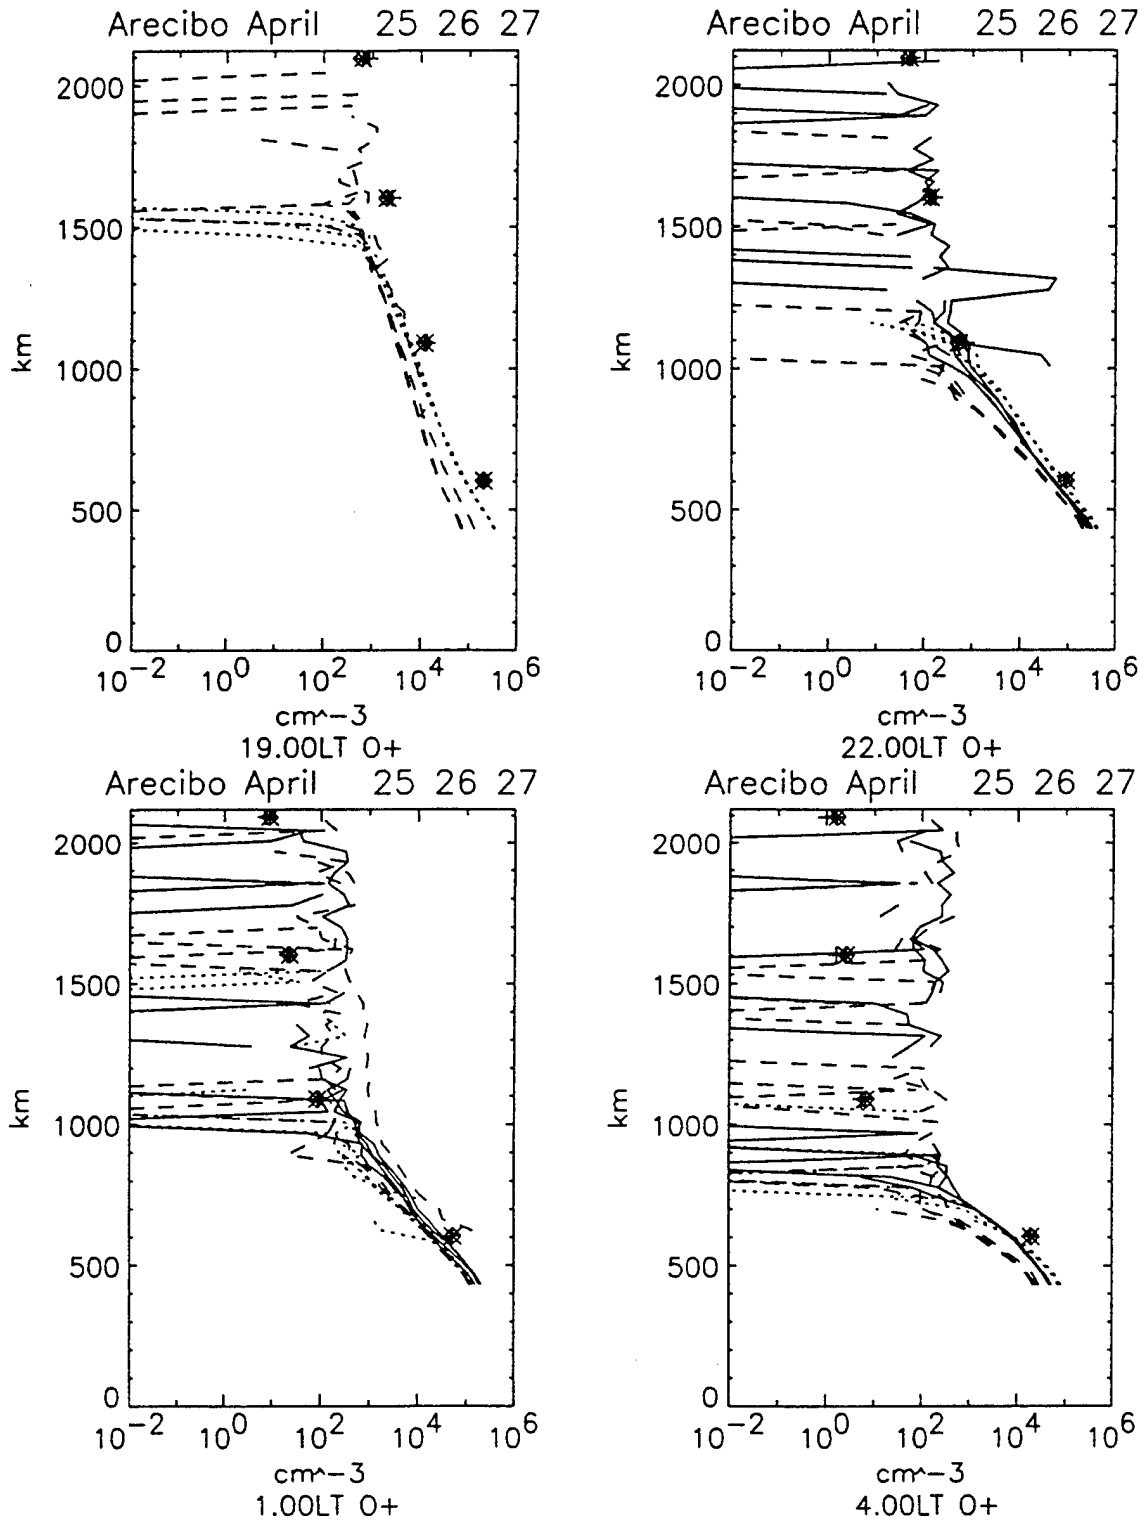 Arecibo April 25 26 27
2000
1500
1000
500
0
km
10^-2 10^0 10^2 10^4 10^6
cm^-3
19.00LT O+
Arecibo April 25 26 27
2000
1500
1000
500
0
km
10^-2 10^0 10^2 10^4 10^6
cm^-3
22.00LT O+
Arecibo April 25 26 27
2000
1500
1000
500
0
km
10^-2 10^0 10^2 10^4 10^6
cm^-3
1.00LT O+
Arecibo April 25 26 27
2000
1500
1000
500
0
km
10^-2 10^0 10^2 10^4 10^6
cm^-3
4.00LT O+